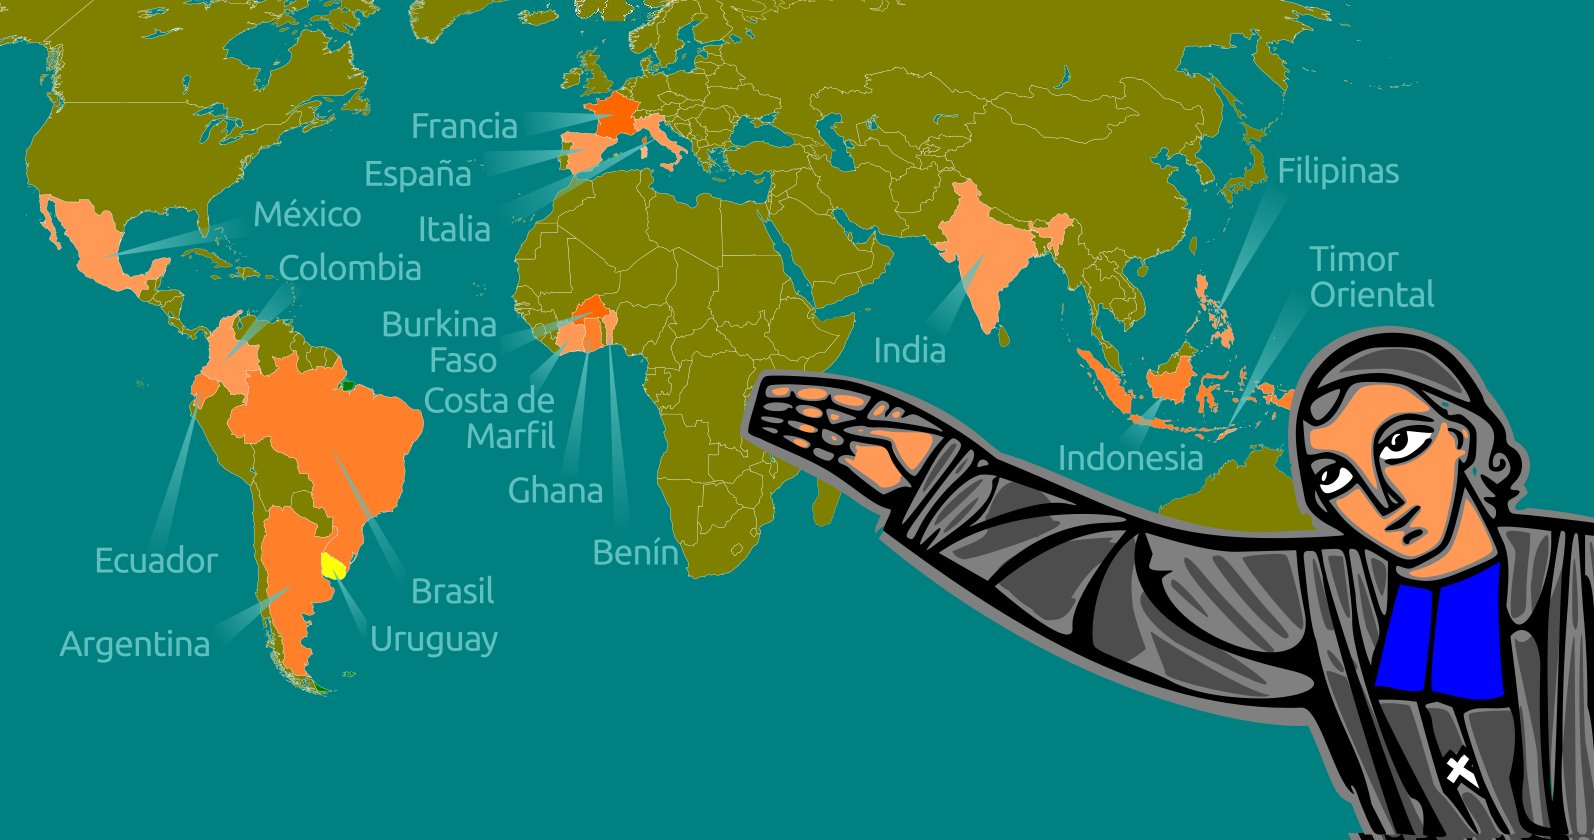 Francia
España
Italia
México
Colombia
Burkina
Faso
Costa de
Marfil
Ghana
Benín
Ecuador
Brasil
Argentina
Uruguay
Filipinas
Timor
Oriental
India
Indonesia